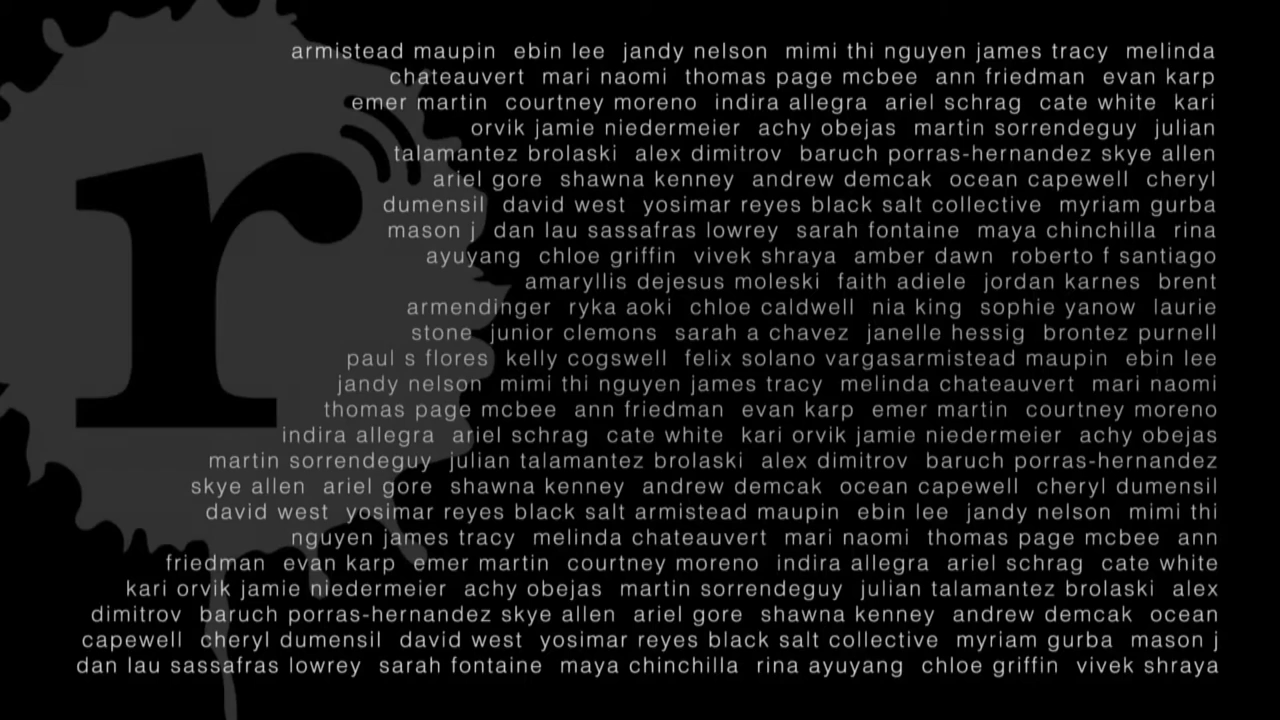 r
armistead maupin ebin lee jandy nelson mimi thi nguyen james tracy melinda
chateauvert mari naomi thomas page mcbee ann friedman evan karp
emer martin courtney moreno indira allegra ariel schrag cate white kari
orvik jamie niedermeier achy obejas martin sorrendeguy julian
talamantez brolaski alex dimitrov baruch porras-hernandez skye allen
ariel gore shawna kenney andrew demcak ocean capewell cheryl
dumensil david west yosimar reyes black salt collective myriam gurba
mason j dan lau sassafras lowrey sarah fontaine maya chinchilla rina
ayuyang chloe griffin vivek shraya amber dawn roberto f santiago
amaryllis dejesus moleski faith adiele jordan karnes brent
armendinger ryka aoki chloe caldwell nia king sophie yanow laurie
stone junior clemons sarah a chavez janelle hessig brontez purnell
paul s flores kelly cogswell felix solano vargasarmistead maupin ebin lee
jandy nelson mimi thi nguyen james tracy melinda chateauvert mari naomi
thomas page mcbee ann friedman evan karp emer martin courtney moreno
indira allegra ariel schrag cate white kari orvik jamie niedermeier achy obejas
martin sorrendeguy julian talamantez brolaski alex dimitrov baruch porras-hernandez
skye allen ariel gore shawna kenney andrew demcak ocean capewell cheryl dumensil
david west yosimar reyes black salt armistead maupin ebin lee jandy nelson mimi thi
nguyen james tracy melinda chateauvert mari naomi thomas page mcbee ann
friedman evan karp emer martin courtney moreno indira allegra ariel schrag cate white
kari orvik jamie niedermeier achy obejas martin sorrendeguy julian talamantez brolaski alex
dimitrov baruch porras-hernandez skye allen ariel gore shawna kenney andrew demcak ocean
capewell cheryl dumensil david west yosimar reyes black salt collective myriam gurba mason j
dan lau sassafras lowrey sarah fontaine maya chinchilla rina ayuyang chloe griffin vivek shraya